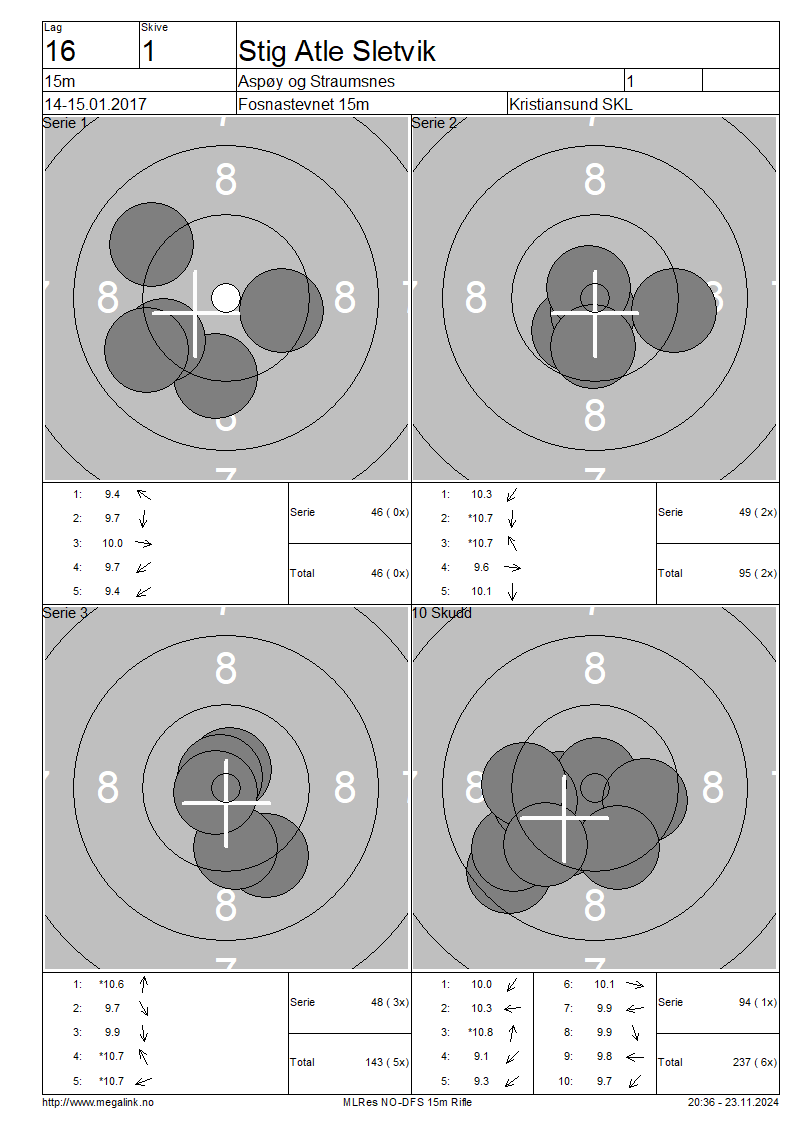 Lag
Skive
16
1
Stig Atle Sletvik
15m
Aspøy og Straumsnes
1
14-15.01.2017
Fosnastevnet 15m
Kristiansund SKL
Serie 1
7
8
8
8
8
7
1: 9.4
2: 9.7
3: 10.0
4: 9.7
5: 9.4
Serie 46 ( 0x)
Total 46 ( 0x)
Serie 2
7
8
8
8
8
7
1: 10.3
2: *10.7
3: *10.7
4: 9.6
5: 10.1
Serie 49 ( 2x)
Total 95 ( 2x)
Serie 3
7
8
8
8
8
7
1: *10.6
2: 9.7
3: 9.9
4: *10.7
5: *10.7
Serie 48 ( 3x)
Total 143 ( 5x)
10 Skudd
7
8
8
8
8
7
1: 10.0
2: 10.3
3: *10.8
4: 9.1
5: 9.3
6: 10.1
7: 9.9
8: 9.9
9: 9.8
10: 9.7
Serie 94 ( 1x)
Total 237 ( 6x)
http://www.megalink.no
MLRes NO-DFS 15m Rifle
20:36 - 23.11.2024